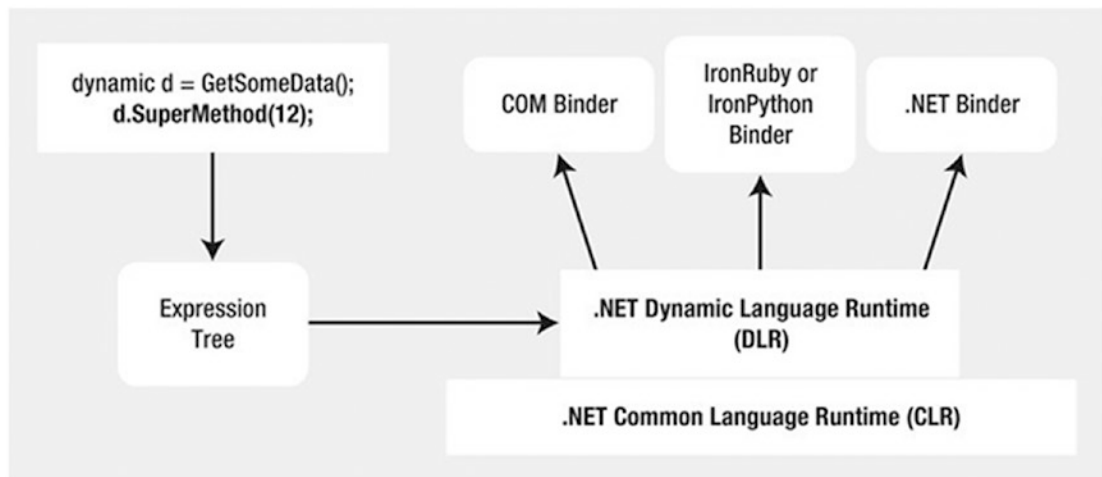 dynamic d = GetSomeData();
d.SuperMethod(12);
COM Binder
IronRuby or
IronPython
Binder
.NET Binder
Expression
Tree
.NET Dynamic Language Runtime
(DLR)
.NET Common Language Runtime (CLR)